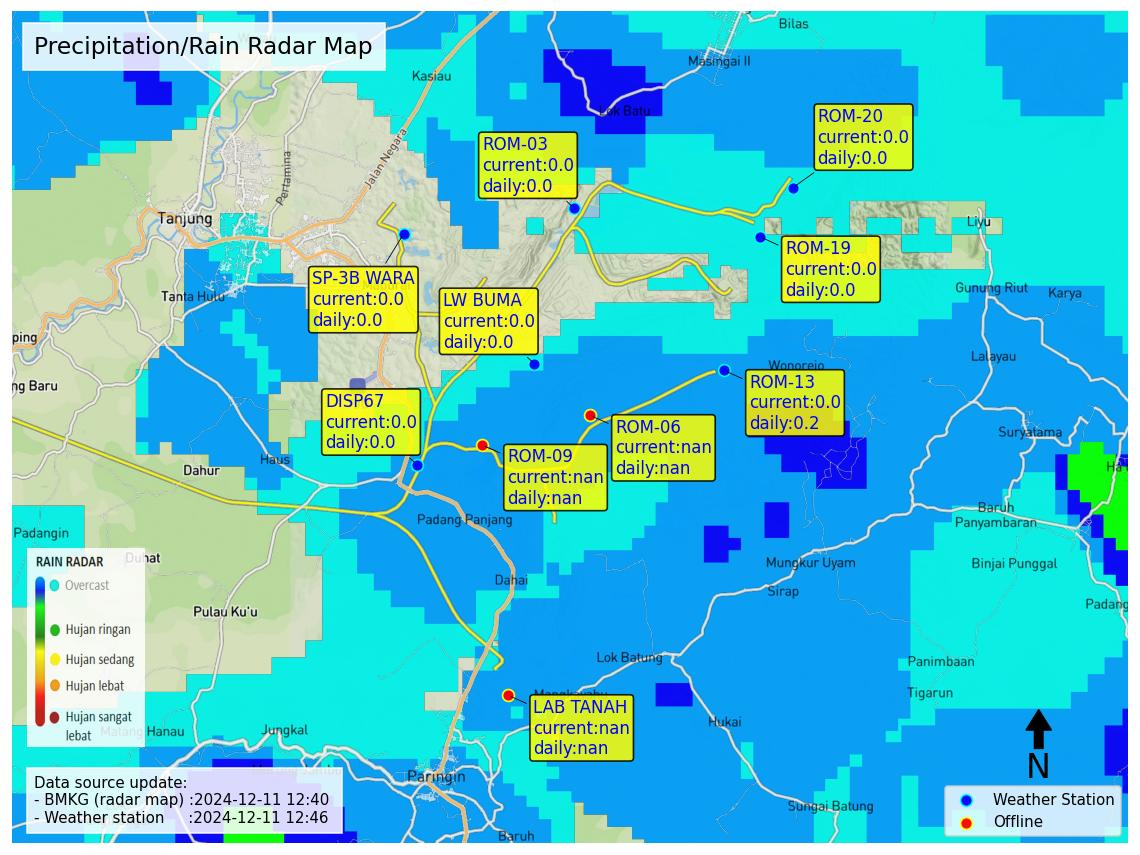 Precipitation/Rain Radar Map
Bilas
Masingai II
Kasiau
Lok Batu
Jalan Negara
Pertamina
Tanjung
Tanta Hulu
ROM-03
current:0.0
daily:0.0
ROM-20
current:0.0
daily:0.0
Liyu
ROM-19
current:0.0
daily:0.0
SP-3B WARA
current:0.0
daily:0.0
LW BUMA
current:0.0
daily:0.0
Gunung Riut
Karya
ping
ng Baru
Lalayau
Wonorejo
ROM-13
current:0.0
daily:0.2
DISP67
current:0.0
daily:0.0
ROM-06
current:nan
daily:nan
ROM-09
current:nan
daily:nan
Suryatama
Haus
Dahur
Ha
Baruh
Panyambaran
Padang Panjang
Padangin
Mungkur Uyam
Binjai Punggal
Dahai
Sirap
Padang
Duhat
Pulau Ku'u
RAIN RADAR
Overcast
Hujan ringan
Hujan sedang
Hujan lebat
Hujan sangat
lebat
Lok Batung
Panimbaan
Tigarun
LAB TANAH
current:nan
daily:nan
Hukai
Matang Hanau
Jungkal
Paringin
Sungai Batung
Baruh
Data source update:
- BMKG (radar map) :2024-12-11 12:40
- Weather station :2024-12-11 12:46
N
Weather Station
Offline